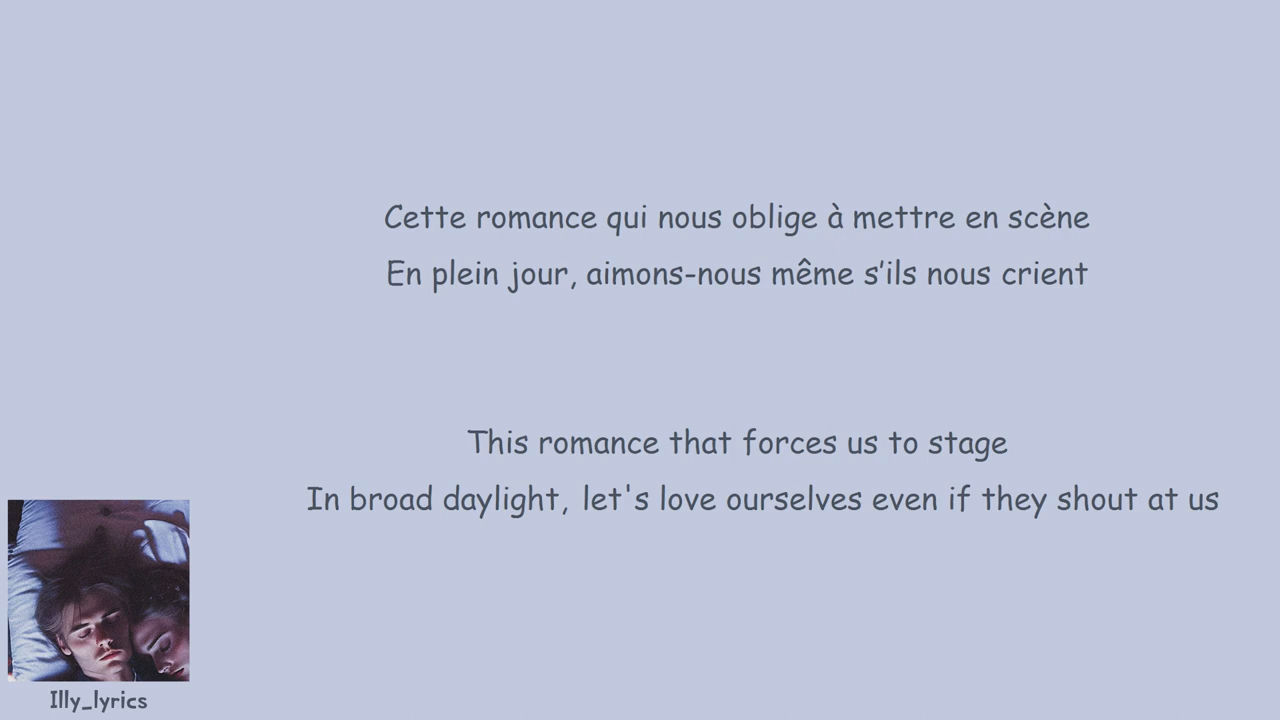 Cette romance qui nous oblige à mettre en scène
En plein jour, aimons-nous même s'ils nous crient
This romance that forces us to stage
In broad daylight, let's love ourselves even if they shout at us
Illy_lyrics